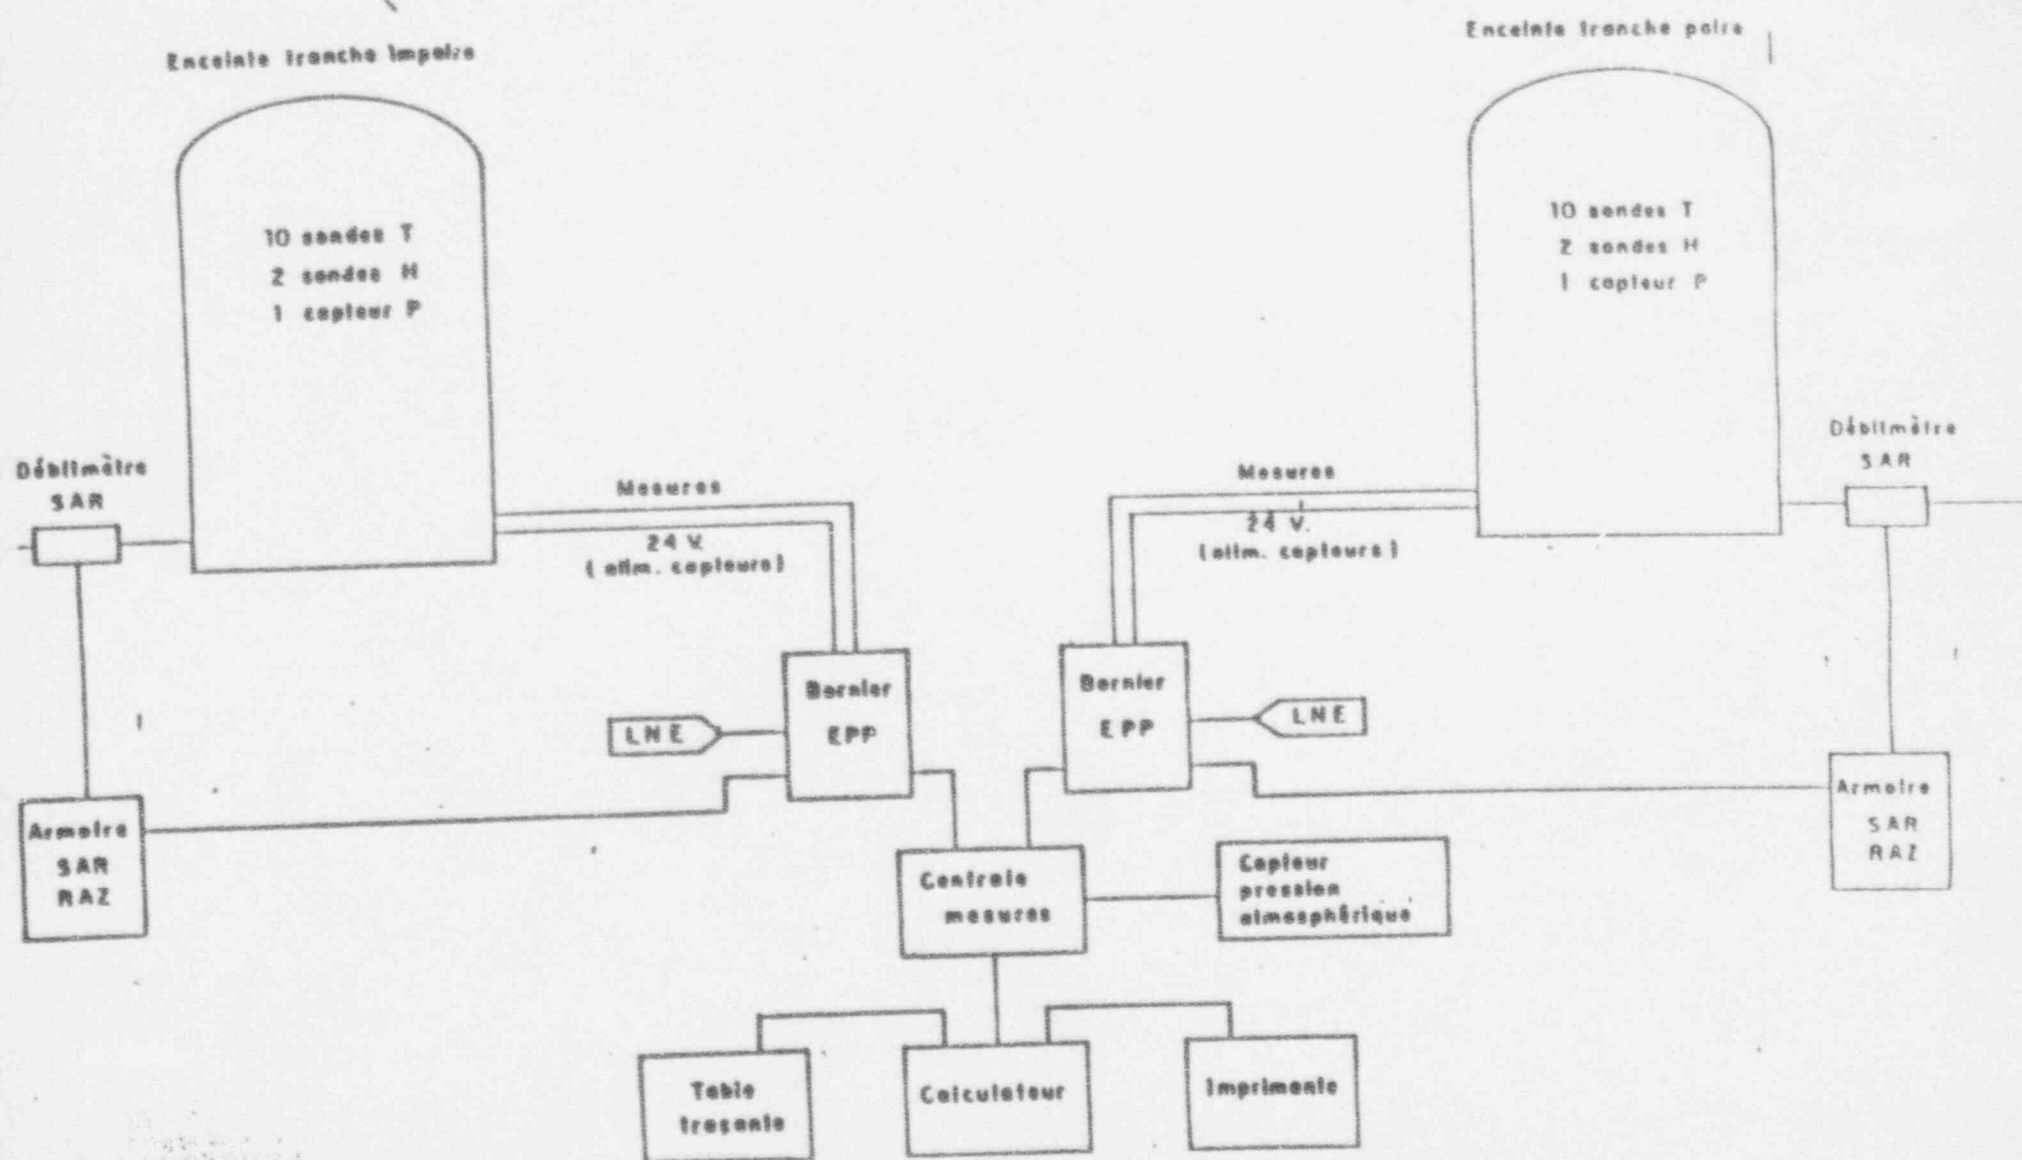 Enceinte tranche impaire
Enceinte tranche paire
10 sondes T
2 sondes H
1 capteur P
10 sondes T
2 sondes H
1 capteur P
Débitmètre
SAR
Mesures
24 V.
(alim. capteurs)
Mesures
24 V.
(alim. capteurs)
Débitmètre
SAR
LNE
Bornier
EPP
Bornier
EPP
LNE
Armoire
SAR
RAZ
Centrale
mesures
Capteur
pression
atmosphérique
Armoire
SAR
RAZ
Table
traçante
Calculateur
Imprimante